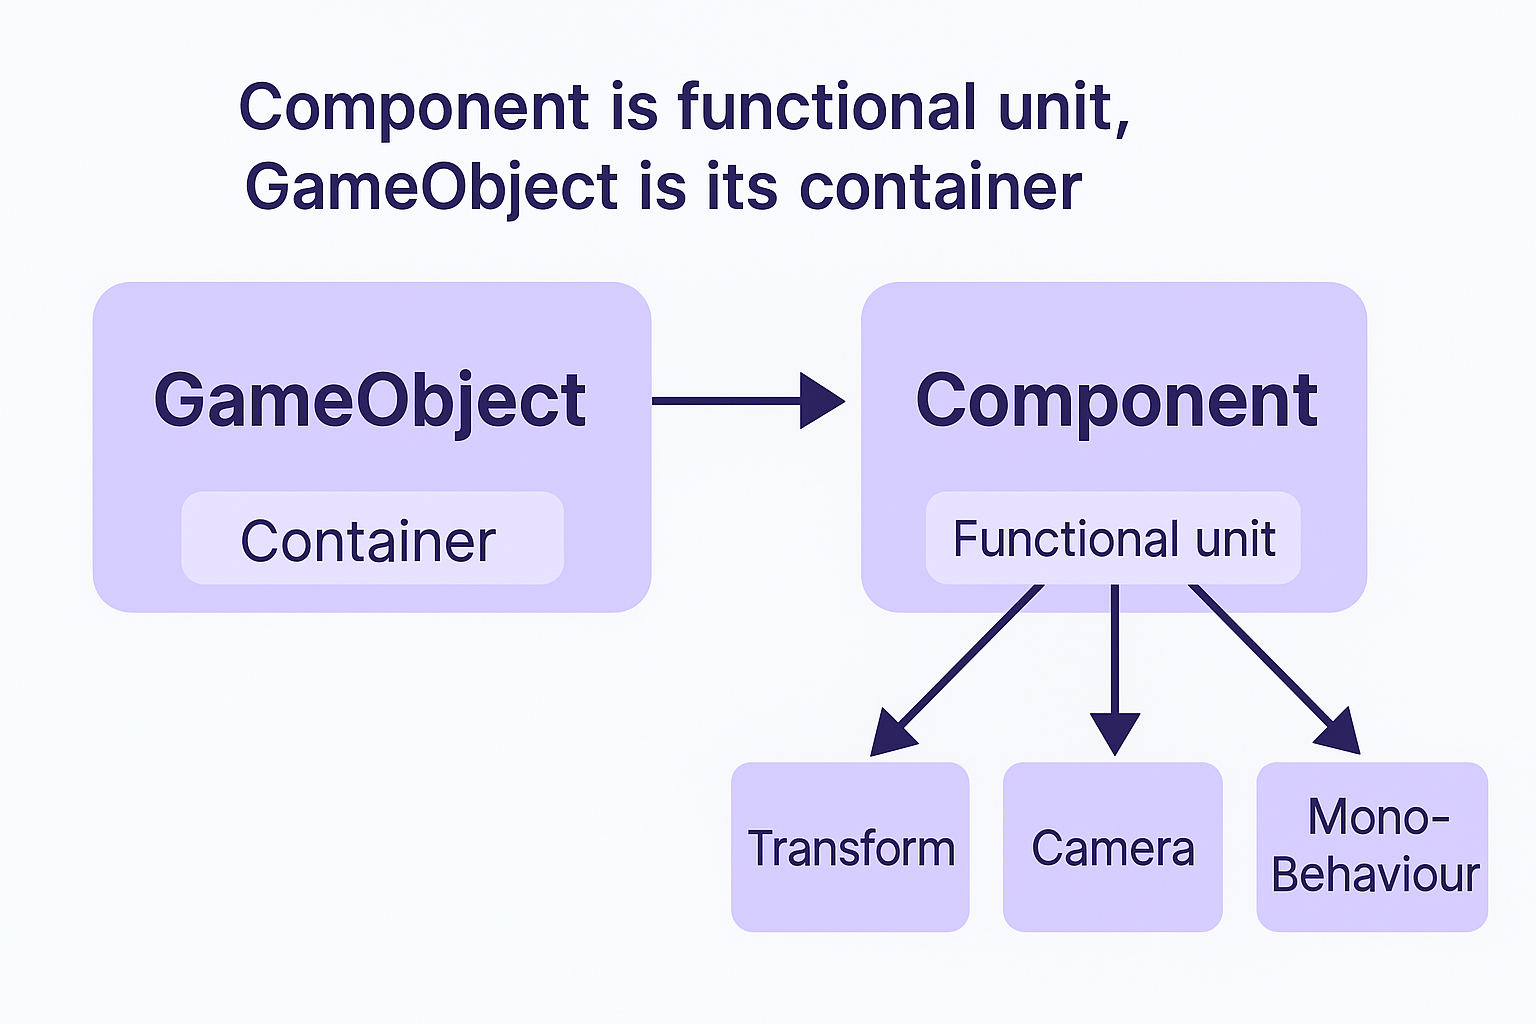 Component is functional unit,
GameObject is its container
GameObject
Container
Component
Functional unit
Transform
Camera
Mono-
Behaviour